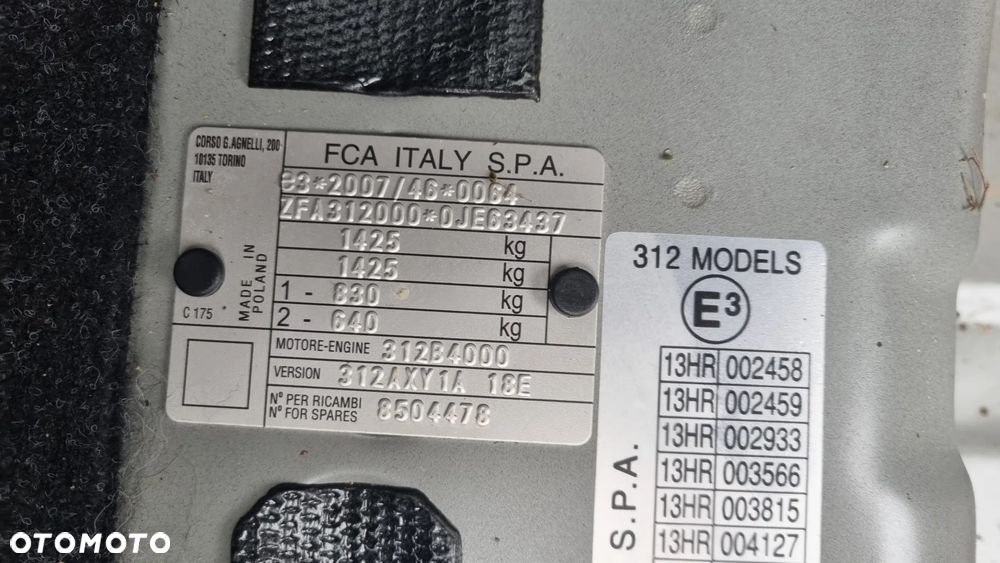 CORSO G.AGNELLI, 200
10135 TORINO
ITALY
FCA ITALY S.P.A.
e3*2007/46*0064
ZFA312000*0JE63437
1425 kg
1425 kg
1 - 830 kg
2 - 640 kg
MADE IN
POLAND
C 175 *
MOTORE-ENGINE 312B4000
VERSION 312AXY1A 18E
N° PER RICAMBI
N° FOR SPARES 8504478
312 MODELS
E3
13HR 002458
13HR 002459
13HR 002933
13HR 003566
13HR 003815
13HR 004127
S.P.A.
OTOMOTO